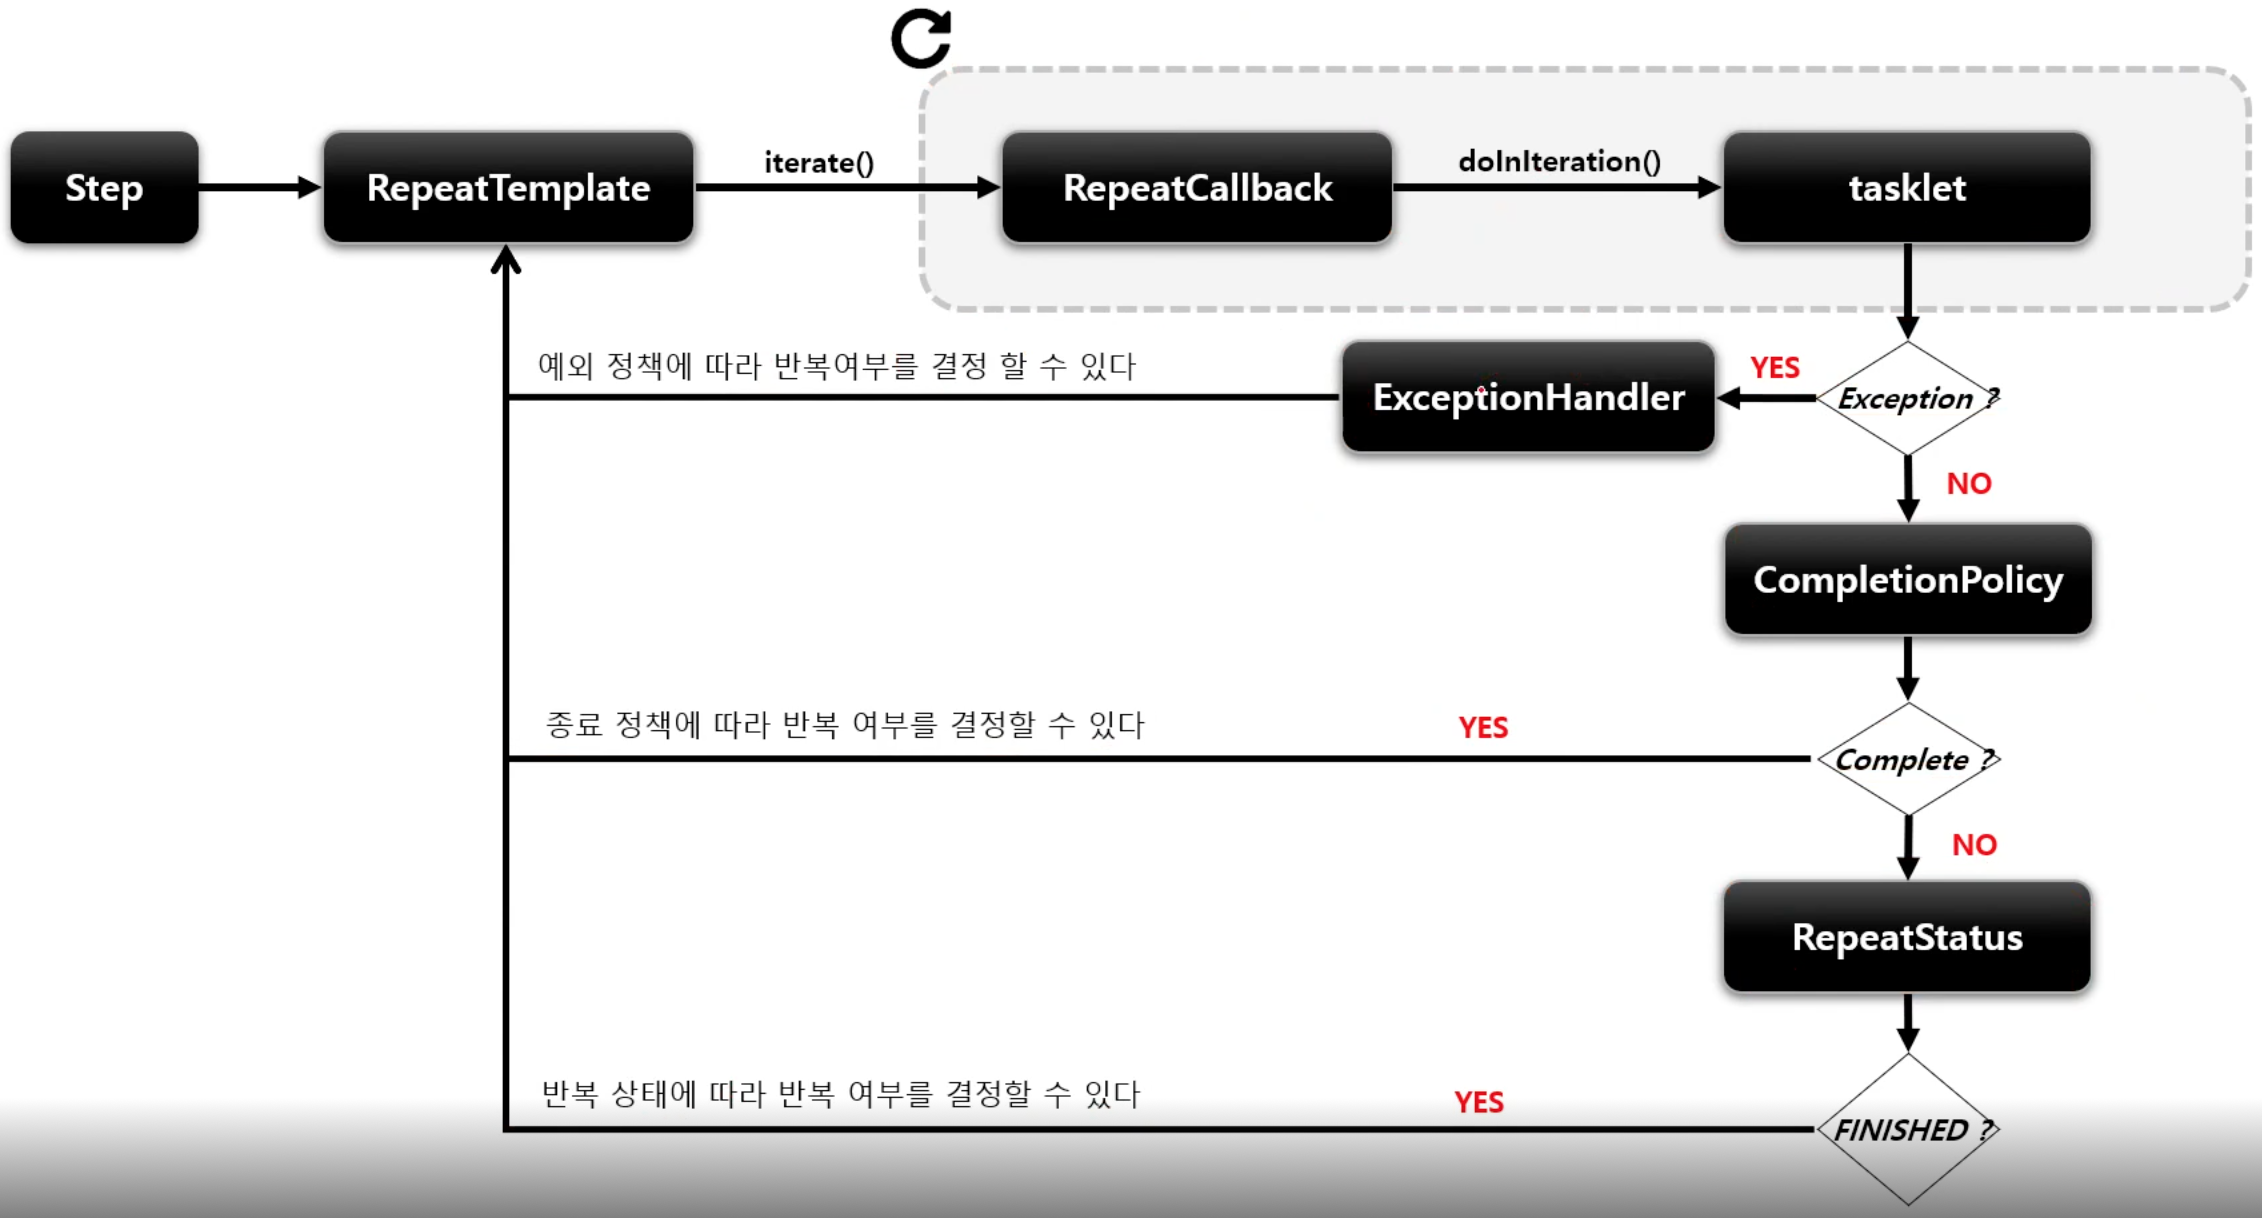 Step
RepeatTemplate
iterate()
RepeatCallback
doInIteration()
tasklet
예외 정책에 따라 반복여부를 결정 할 수 있다
ExceptionHandler
YES
Exception ?
NO
CompletionPolicy
종료 정책에 따라 반복 여부를 결정할 수 있다
YES
Complete ?
NO
RepeatStatus
반복 상태에 따라 반복 여부를 결정할 수 있다
YES
FINISHED ?